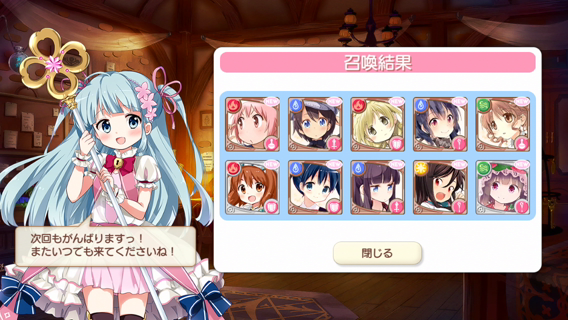 召喚結果
次回もがんばりますっ！
またいつでも来てくださいね！
閉じる